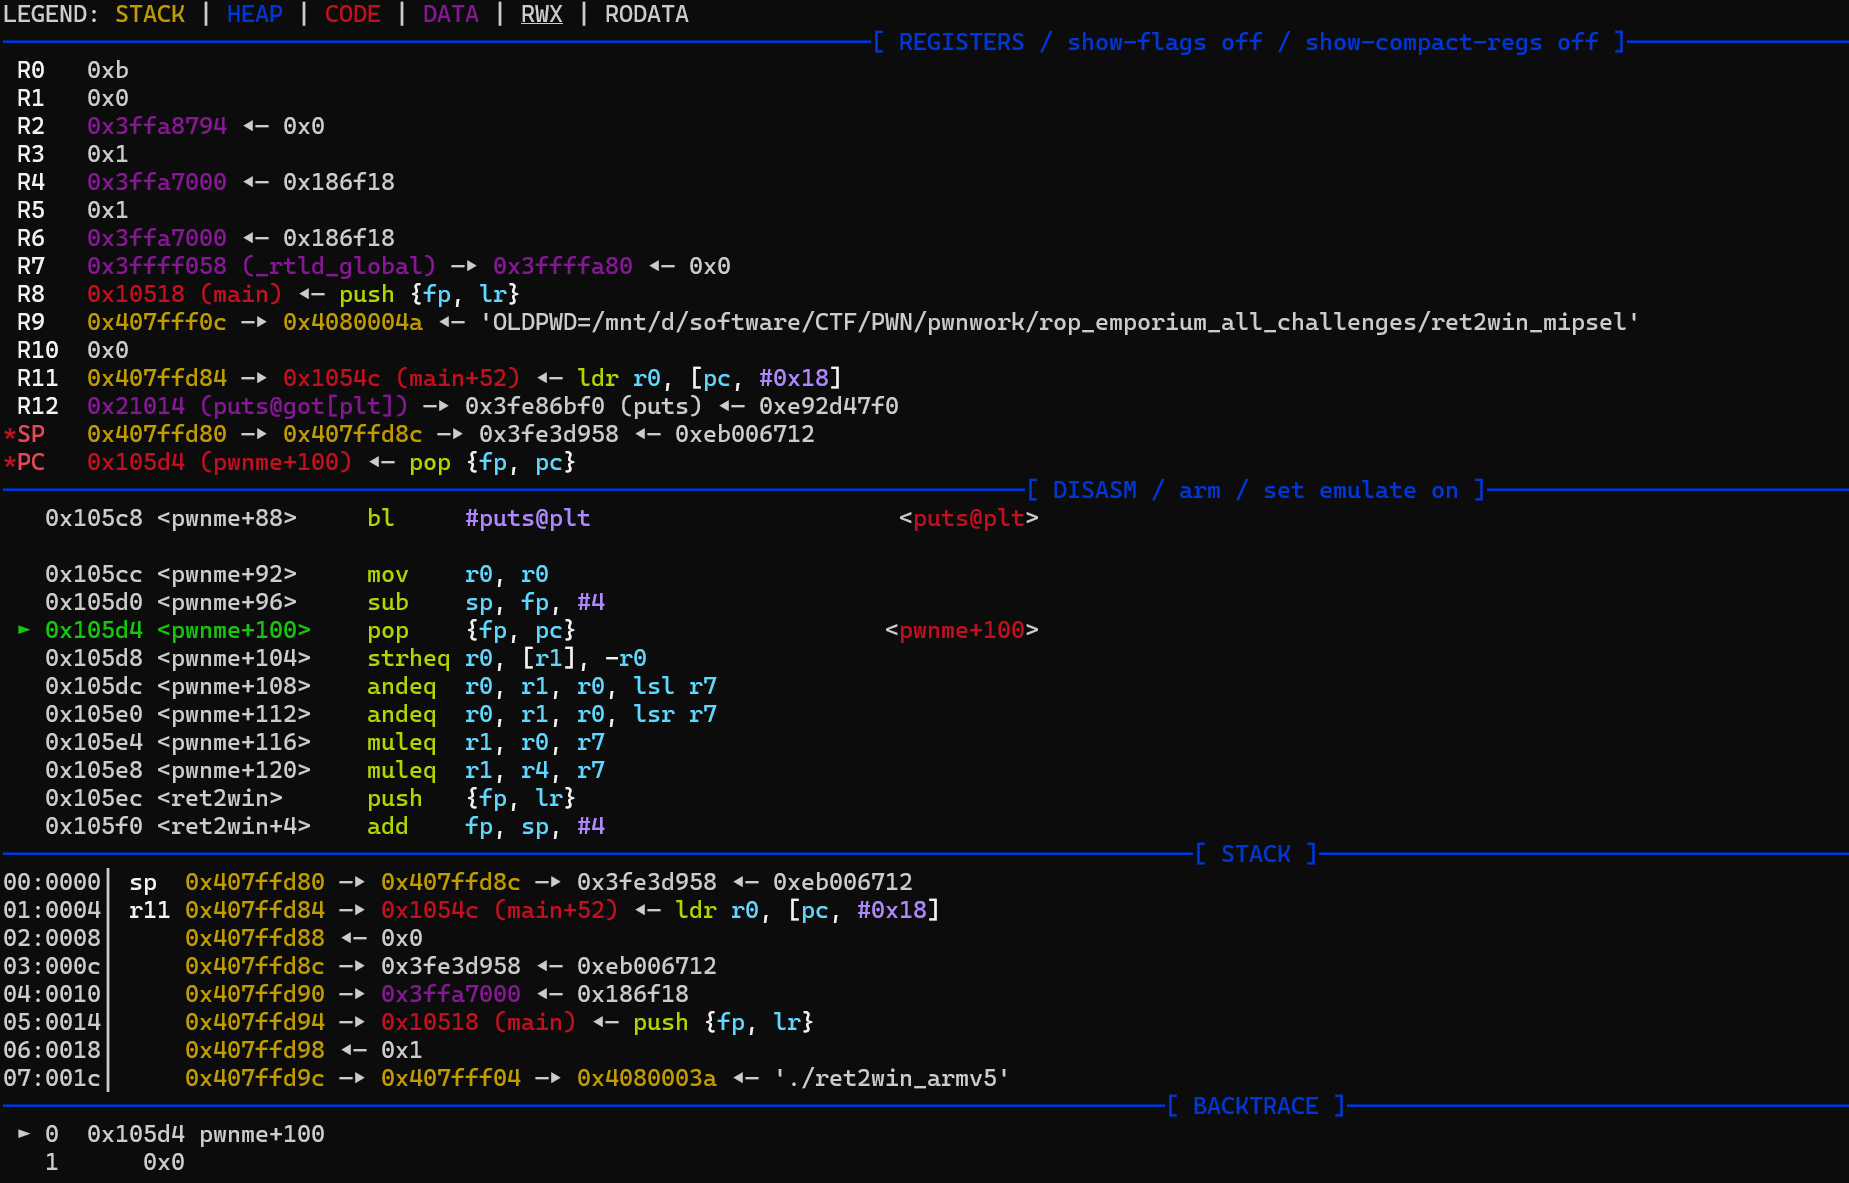 LEGEND: STACK | HEAP | CODE | DATA | RWX | RODATA
[ REGISTERS / show-flags off / show-compact-regs off ]
R0 0xb
R1 0x0
R2 0x3ffa8794 ◂— 0x0
R3 0x1
R4 0x3ffa7000 ◂— 0x186f18
R5 0x1
R6 0x3ffa7000 ◂— 0x186f18
R7 0x3ffff058 (_rtld_global) —▸ 0x3ffffa80 ◂— 0x0
R8 0x10518 (main) ◂— push {fp, lr}
R9 0x407fff0c —▸ 0x4080004a ◂— 'OLDPWD=/mnt/d/software/CTF/PWN/pwnwork/rop_emporium_all_challenges/ret2win_mipsel'
R10 0x0
R11 0x407ffd84 —▸ 0x1054c (main+52) ◂— ldr r0, [pc, #0x18]
R12 0x21014 (puts@got[plt]) —▸ 0x3fe86bf0 (puts) ◂— 0xe92d47f0
*SP 0x407ffd80 —▸ 0x407ffd8c —▸ 0x3fe3d958 ◂— 0xeb006712
*PC 0x105d4 (pwnme+100) ◂— pop {fp, pc}
[ DISASM / arm / set emulate on ]
0x105c8 <pwnme+88> bl #puts@plt <puts@plt>
0x105cc <pwnme+92> mov r0, r0
0x105d0 <pwnme+96> sub sp, fp, #4
► 0x105d4 <pwnme+100> pop {fp, pc} <pwnme+100>
0x105d8 <pwnme+104> strheq r0, [r1], -r0
0x105dc <pwnme+108> andeq r0, r1, r0, lsl r7
0x105e0 <pwnme+112> andeq r0, r1, r0, lsr r7
0x105e4 <pwnme+116> muleq r1, r0, r7
0x105e8 <pwnme+120> muleq r1, r4, r7
0x105ec <ret2win> push {fp, lr}
0x105f0 <ret2win+4> add fp, sp, #4
[ STACK ]
00:0000│ sp 0x407ffd80 —▸ 0x407ffd8c —▸ 0x3fe3d958 ◂— 0xeb006712
01:0004│ r11 0x407ffd84 —▸ 0x1054c (main+52) ◂— ldr r0, [pc, #0x18]
02:0008│ 0x407ffd88 ◂— 0x0
03:000c│ 0x407ffd8c —▸ 0x3fe3d958 ◂— 0xeb006712
04:0010│ 0x407ffd90 —▸ 0x3ffa7000 ◂— 0x186f18
05:0014│ 0x407ffd94 —▸ 0x10518 (main) ◂— push {fp, lr}
06:0018│ 0x407ffd98 ◂— 0x1
07:001c│ 0x407ffd9c —▸ 0x407fff04 —▸ 0x4080003a ◂— './ret2win_armv5'
[ BACKTRACE ]
► 0 0x105d4 pwnme+100
1 0x0